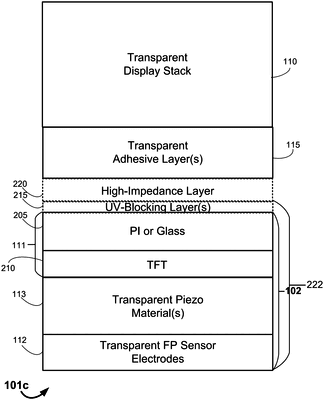 Transparent
Display Stack
110
Transparent
Adhesive Layer(s)
115
220
High-Impedance Layer
215
UV-Blocking Layer(s)
205
PI or Glass
111
210
TFT
102
222
113
Transparent Piezo
Material(s)
112
Transparent FP Sensor
Electrodes
101c